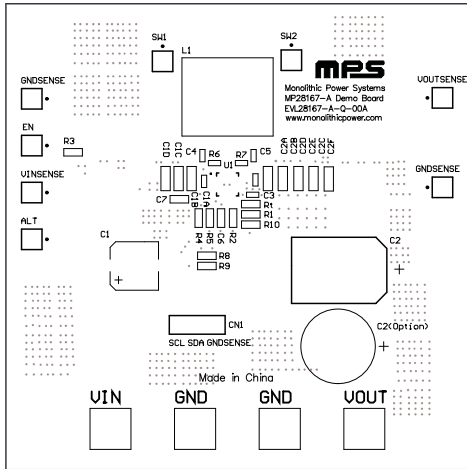 SW1
SW2
L1
MPS
Monolithic Power Systems
MP28167-A Demo Board
EVL28167-A-Q-00A
www.monolithicpower.com
GNDSENSE
VOUTSENSE
EN
R3
C1D
C1C
C4
R6
R7
C5
U1
C2A
C2B
C2D
C2E
C2C
C2F
VINSENSE
GNDSENSE
C7
C1B
C1A
C3
Rt
R1
R10
ALT
R4
R5
C6
R2
C1
C2
R8
R9
CN1
SCL SDA GNDSENSE
C2(Option)
Made in China
VIN
GND
GND
VOUT